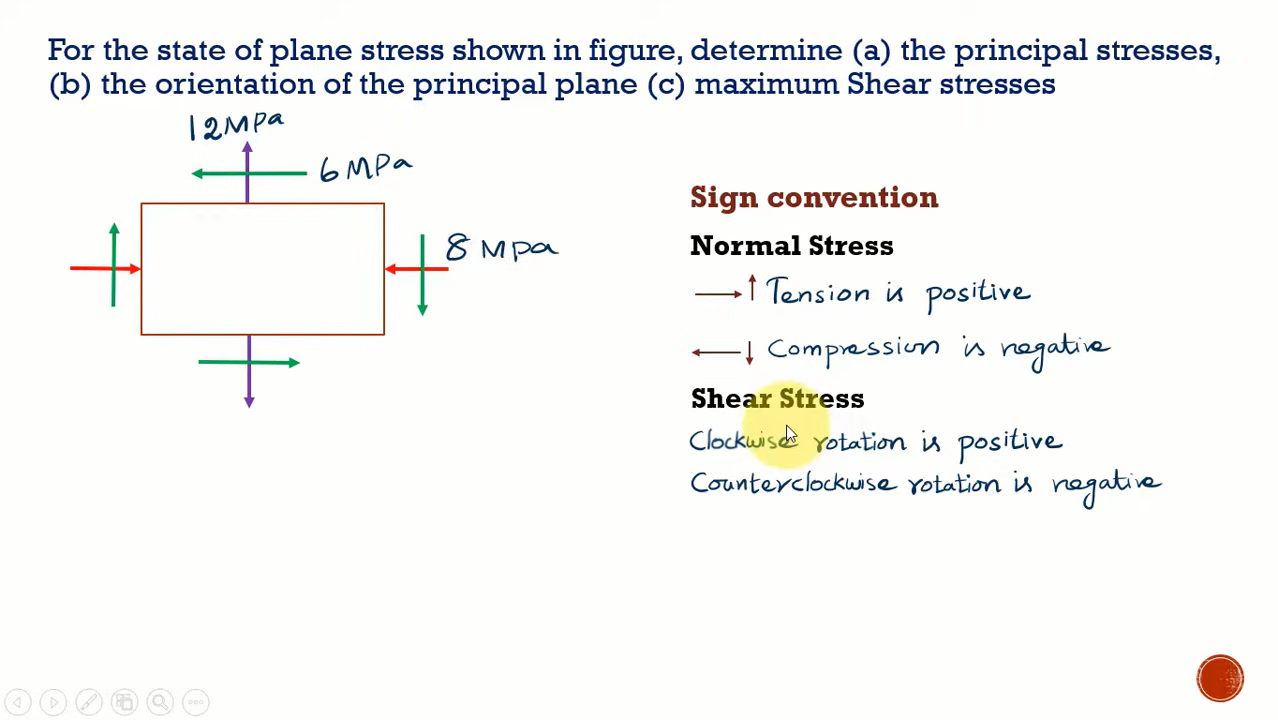 For the state of plane stress shown in figure, determine (a) the principal stresses,
(b) the orientation of the principal plane (c) maximum Shear stresses
12MPa
6 MPa
8 MPa
Sign convention
Normal Stress
Tension is positive
Compression is negative
Shear Stress
Clockwise rotation is positive
Counterclockwise rotation is negative